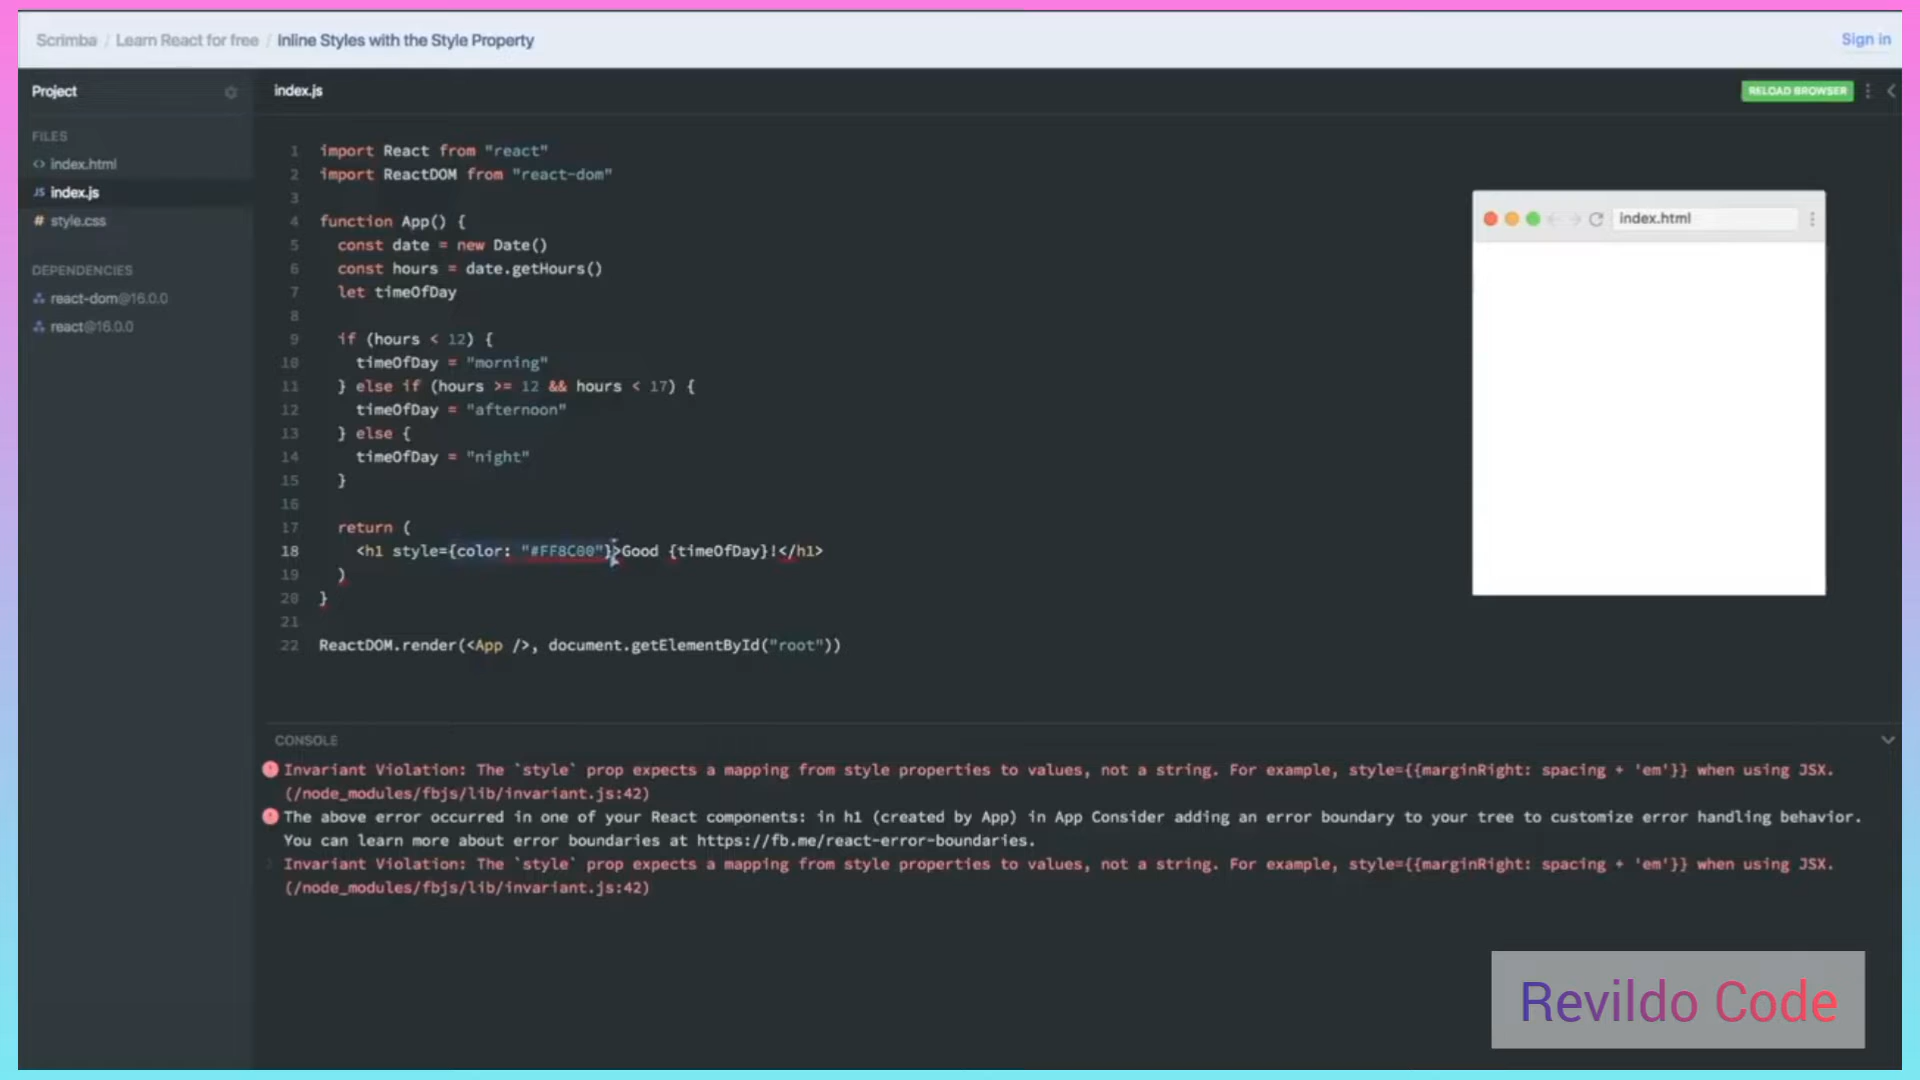 Scrimba / Learn React for free / Inline Styles with the Style Property
Sign in
Project
index.js
RELOAD BROWSER
FILES
<> index.html
JS index.js
# style.css
DEPENDENCIES
react-dom@16.0.0
react@16.0.0
1 import React from "react"
2 import ReactDOM from "react-dom"
3
4 function App() {
5 const date = new Date()
6 const hours = date.getHours()
7 let timeOfDay
8
9 if (hours < 12) {
10 timeOfDay = "morning"
11 } else if (hours >= 12 && hours < 17) {
12 timeOfDay = "afternoon"
13 } else {
14 timeOfDay = "night"
15 }
16
17 return (
18 <h1 style={color: "#FF8C00"}>Good {timeOfDay}!</h1>
19 )
20 }
21
22 ReactDOM.render(<App />, document.getElementById("root"))
index.html
CONSOLE
Invariant Violation: The `style` prop expects a mapping from style properties to values, not a string. For example, style={{marginRight: spacing + 'em'}} when using JSX.
(/node_modules/fbjs/lib/invariant.js:42)
The above error occurred in one of your React components: in h1 (created by App) in App Consider adding an error boundary to your tree to customize error handling behavior.
You can learn more about error boundaries at https://fb.me/react-error-boundaries.
Invariant Violation: The `style` prop expects a mapping from style properties to values, not a string. For example, style={{marginRight: spacing + 'em'}} when using JSX.
(/node_modules/fbjs/lib/invariant.js:42)
Revildo Code